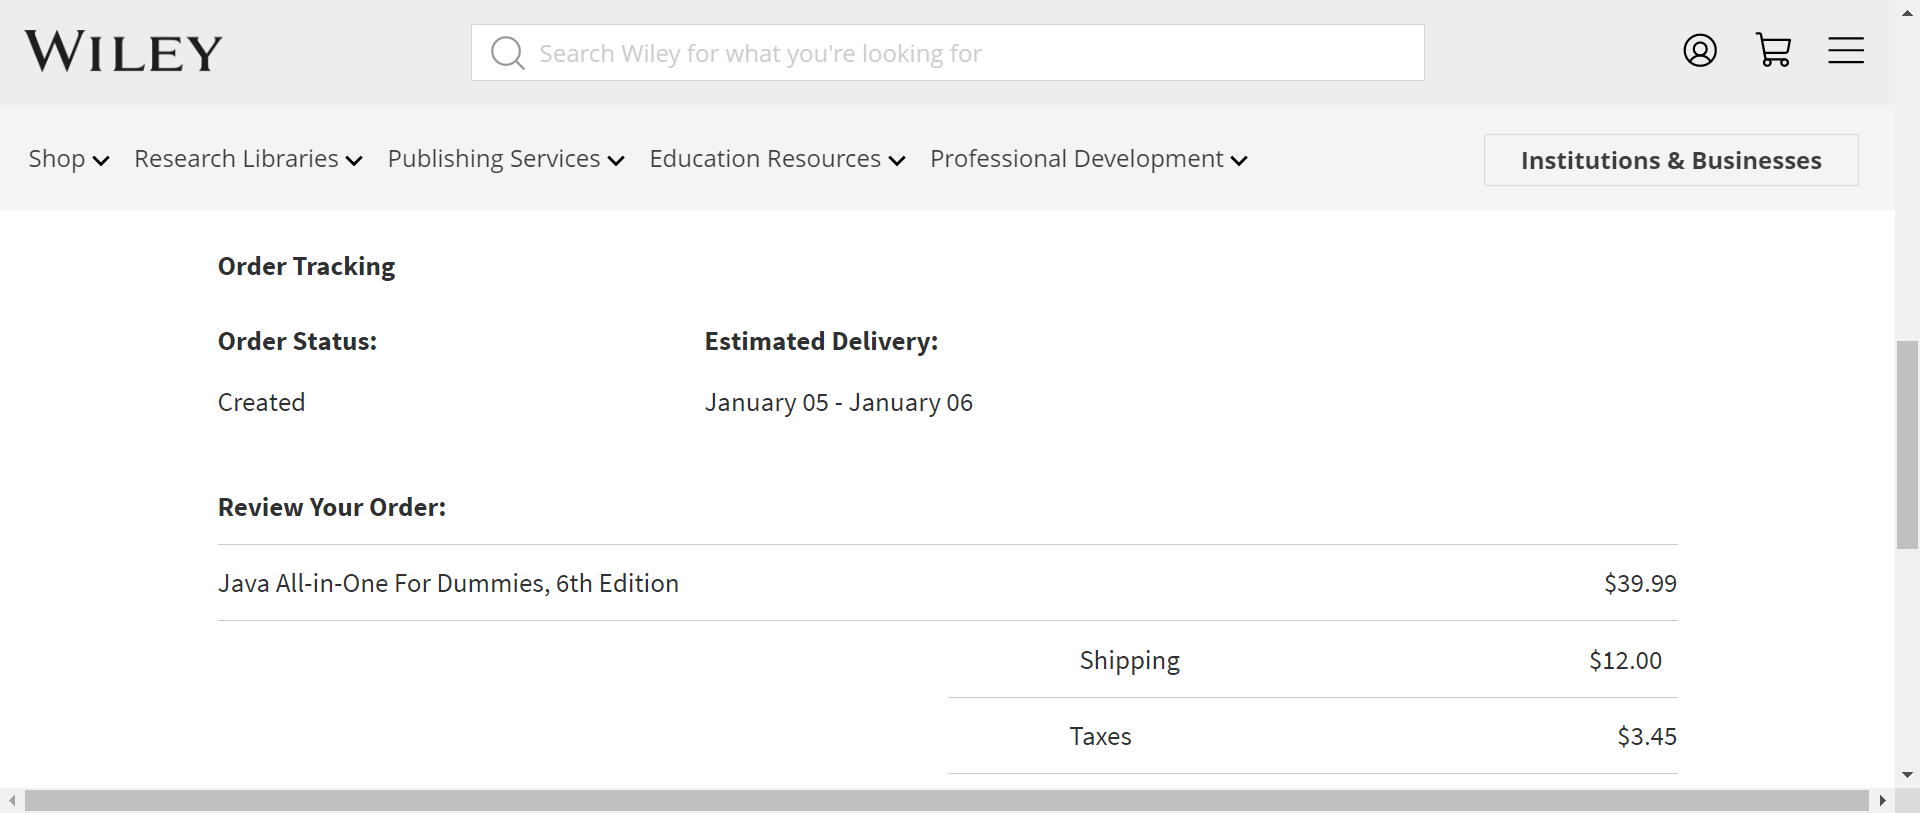 WILEY
Search Wiley for what you're looking for
Shop Research Libraries Publishing Services Education Resources Professional Development Institutions & Businesses
Order Tracking
Order Status: Estimated Delivery:
Created January 05 - January 06
Review Your Order:
Java All-in-One For Dummies, 6th Edition $39.99
Shipping $12.00
Taxes $3.45